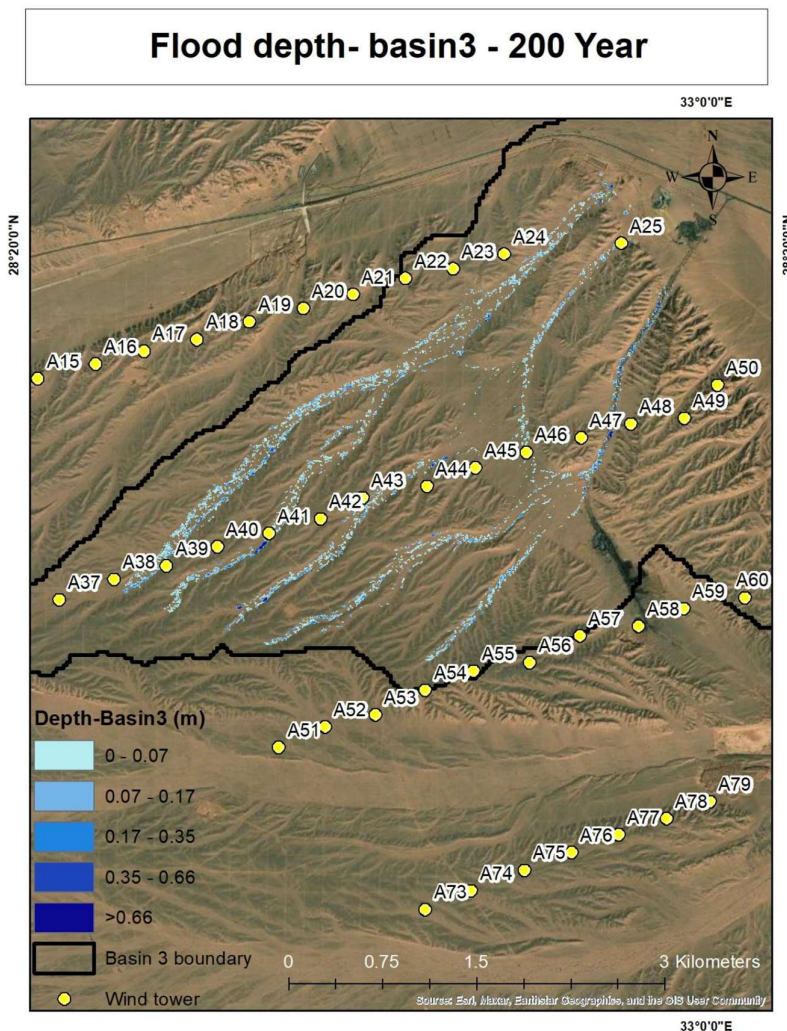 Flood depth- basin3 - 200 Year
33°0'0"E
N
W E
S
28°20'0"N
28°20'0"N
A25
A24
A23
A22
A21
A20
A19
A18
A17
A16
A15
A50
A49
A48
A47
A46
A45
A44
A43
A42
A41
A40
A39
A38
A37
A60
A59
A58
A57
A56
A55
A54
A53
A52
A51
Depth-Basin3 (m)
0 - 0.07
0.07 - 0.17
0.17 - 0.35
0.35 - 0.66
>0.66
Basin 3 boundary
Wind tower
A79
A78
A77
A76
A75
A74
A73
0 0.75 1.5 3 Kilometers
Source: Esri, Maxar, Earthstar Geographics, and the GIS User Community
33°0'0"E